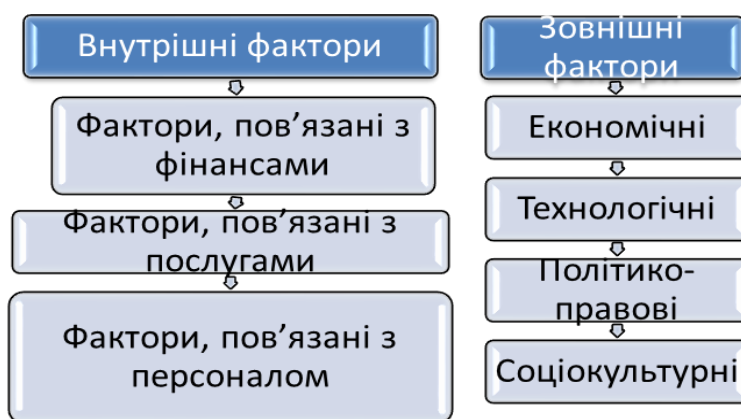 Внутрішні фактори
Фактори, пов’язані з
фінансами
Фактори, пов’язані з
послугами
Фактори, пов’язані з
персоналом
Зовнішні
фактори
Економічні
Технологічні
Політико-
правові
Соціокультурні